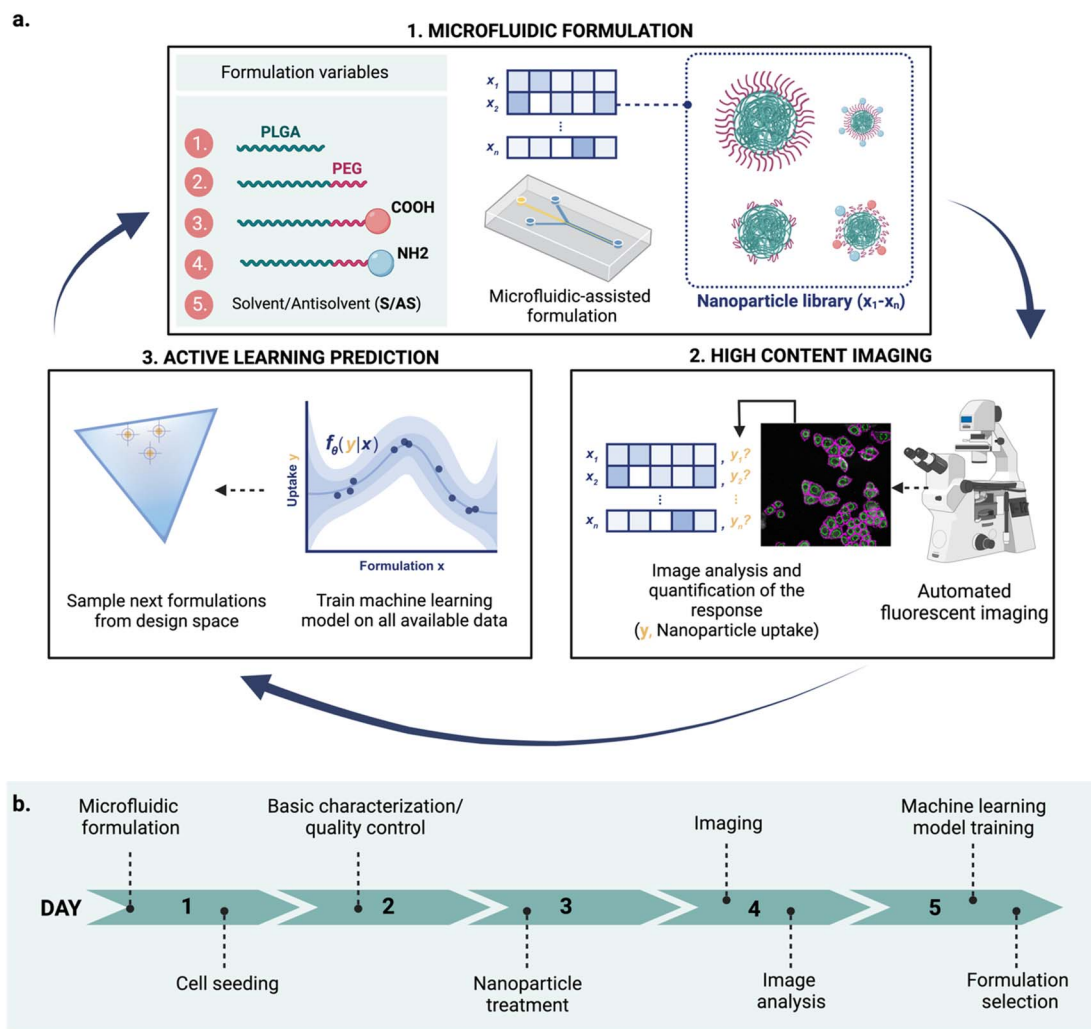 a.
1. MICROFLUIDIC FORMULATION
Formulation variables
1.
PLGA
2.
PEG
3.
COOH
4.
NH2
5.
Solvent/Antisolvent (S/AS)
x1
x2
⋮
xn
Microfluidic-assisted
formulation
Nanoparticle library (x1-xn)
3. ACTIVE LEARNING PREDICTION
fθ(y|x)
Uptake y
Formulation x
Sample next formulations
from design space
Train machine learning
model on all available data
2. HIGH CONTENT IMAGING
x1 , y1?
x2 , y2?
⋮ ⋮
xn , yn?
Image analysis and
quantification of the
response
(y, Nanoparticle uptake)
Automated
fluorescent imaging
b.
Microfluidic
formulation
Basic characterization/
quality control
Imaging
Machine learning
model training
DAY 1 2 3 4 5
Cell seeding
Nanoparticle
treatment
Image
analysis
Formulation
selection